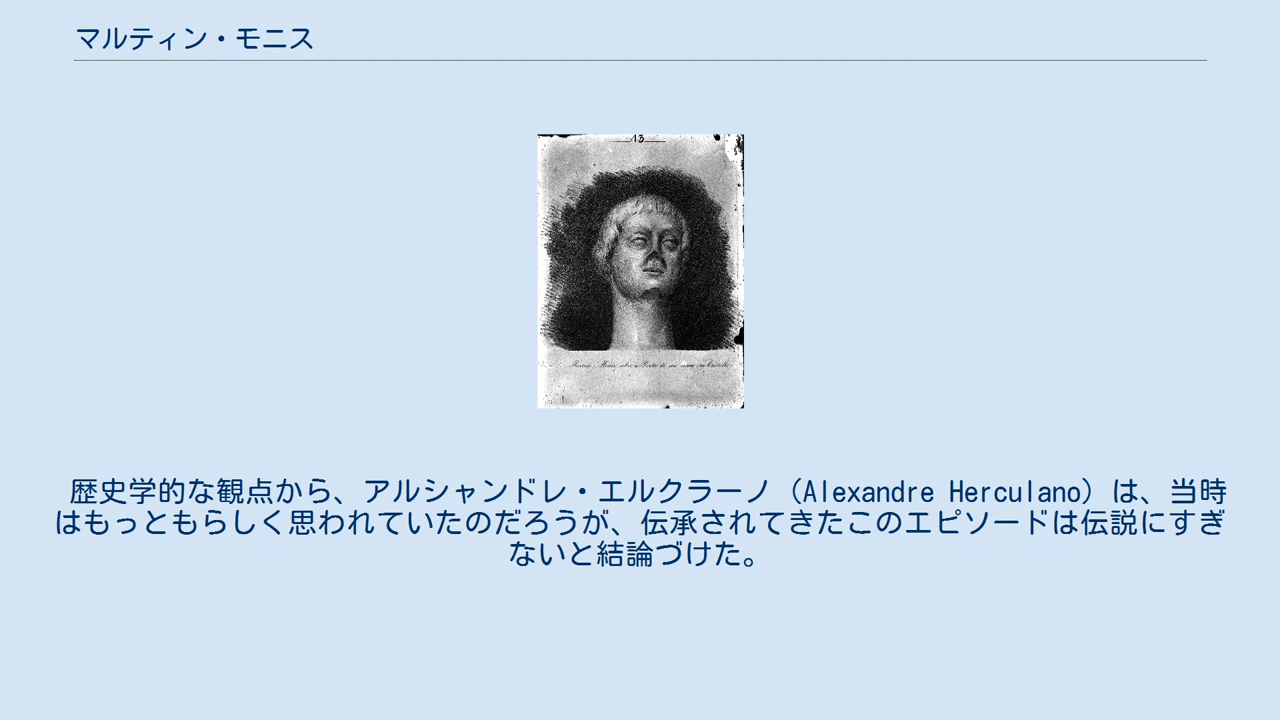 マルティン・モニス
13
歴史学的な観点から、アルシャンドレ・エルクラーノ（Alexandre Herculano）は、当時
はもっともらしく思われていたのだろうが、伝承されてきたこのエピソードは伝説にすぎ
ないと結論づけた。